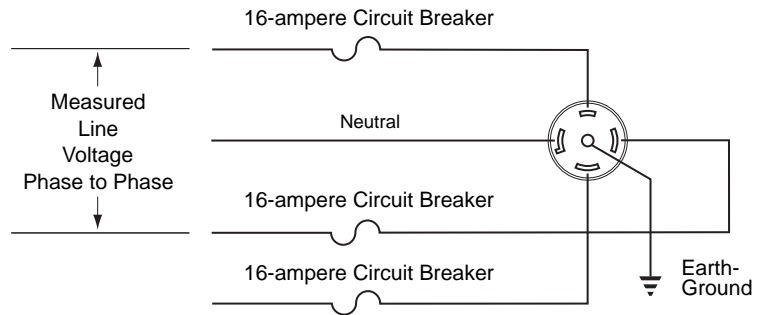 16-ampere Circuit Breaker
Measured
Line
Voltage
Phase to Phase
Neutral
16-ampere Circuit Breaker
16-ampere Circuit Breaker
Earth-
Ground